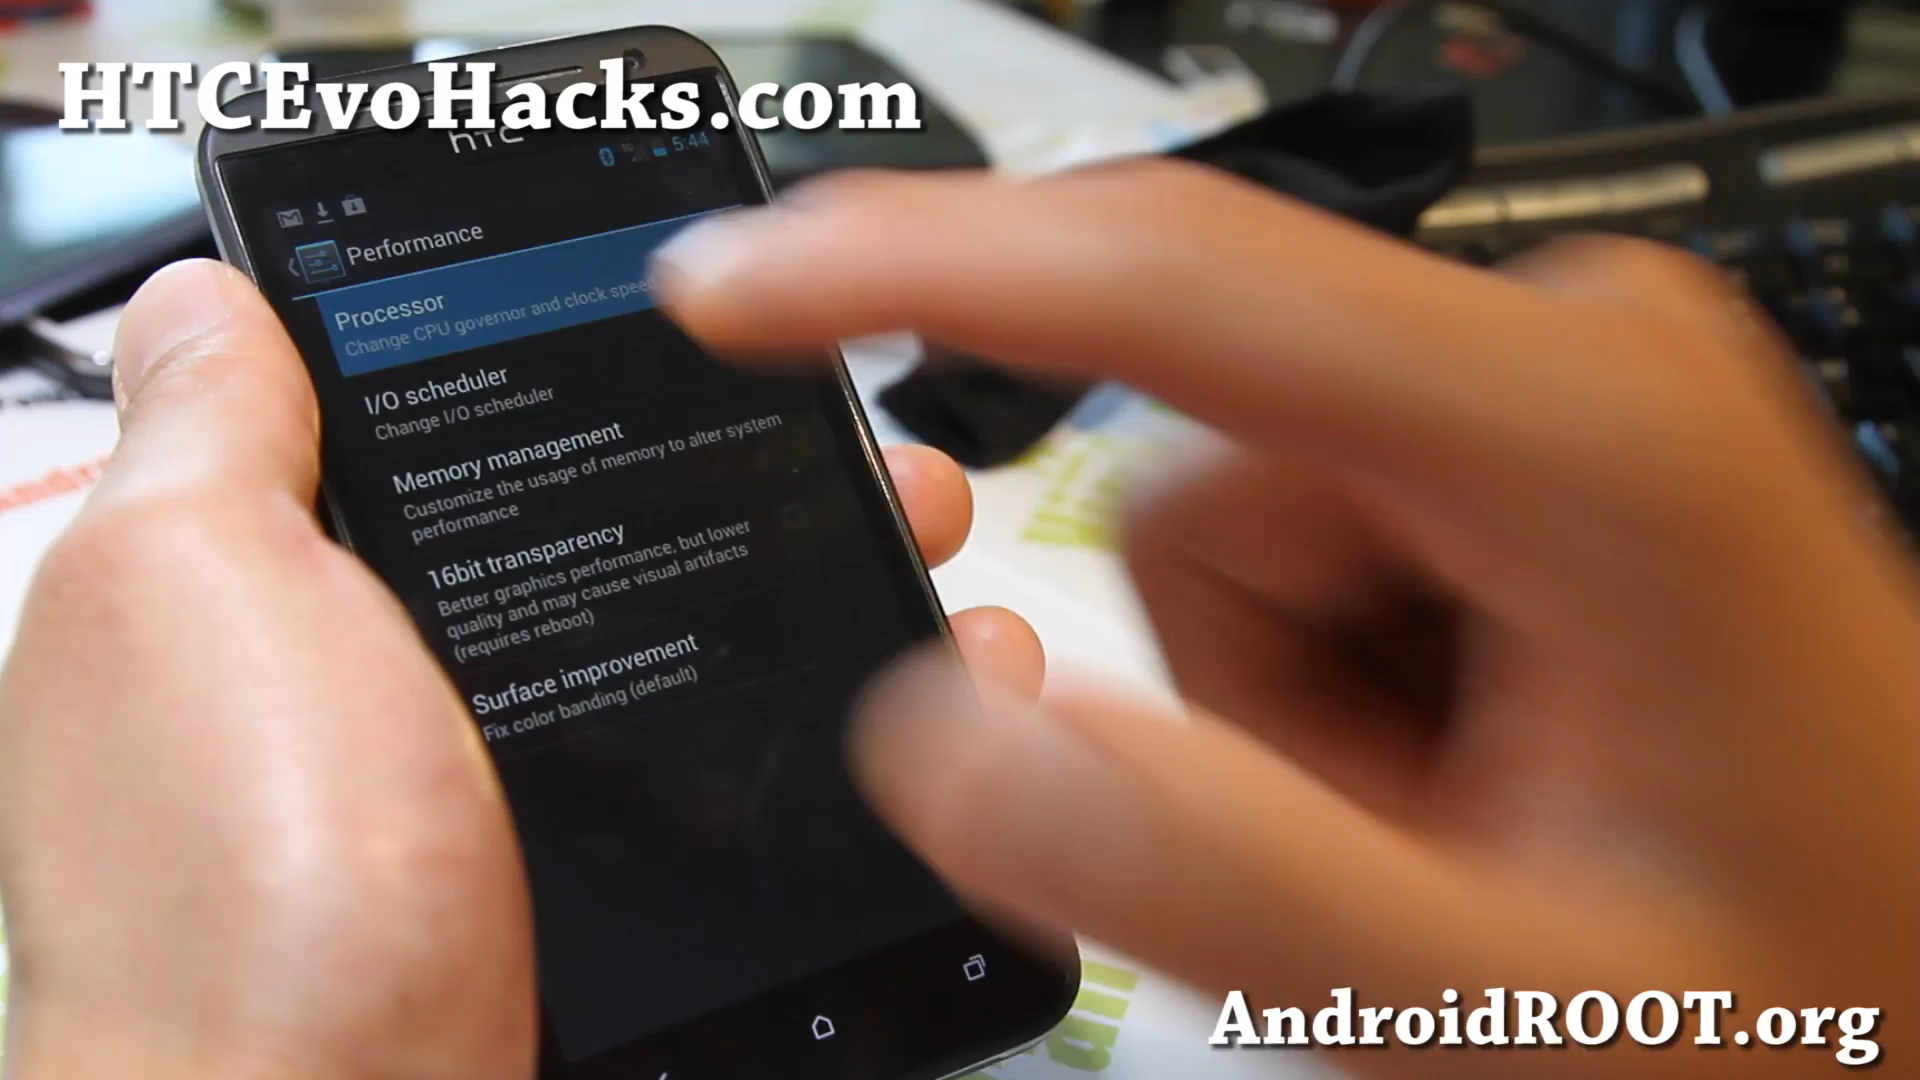 HTCEvoHacks.com
hTC
5:44
Performance
Processor
Change CPU governor and clock speed
I/O scheduler
Change I/O scheduler
Memory management
Customize the usage of memory to alter system
performance
16bit transparency
Better graphics performance, but lower
quality and may cause visual artifacts
(requires reboot)
Surface improvement
Fix color banding (default)
AndroidROOT.org